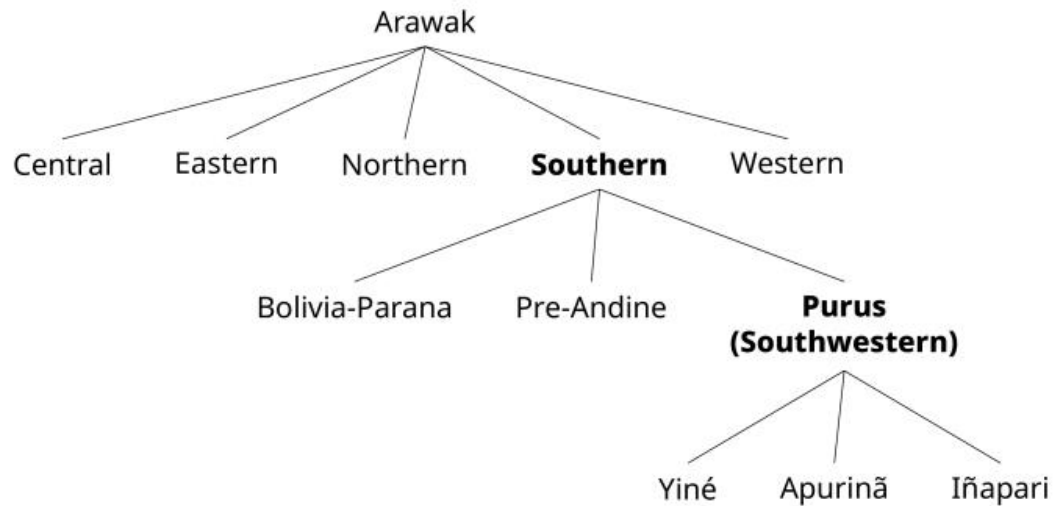 Arawak
Central Eastern Northern Southern Western
Bolivia-Parana Pre-Andine Purus
(Southwestern)
Yiné Apurinã Iñapari